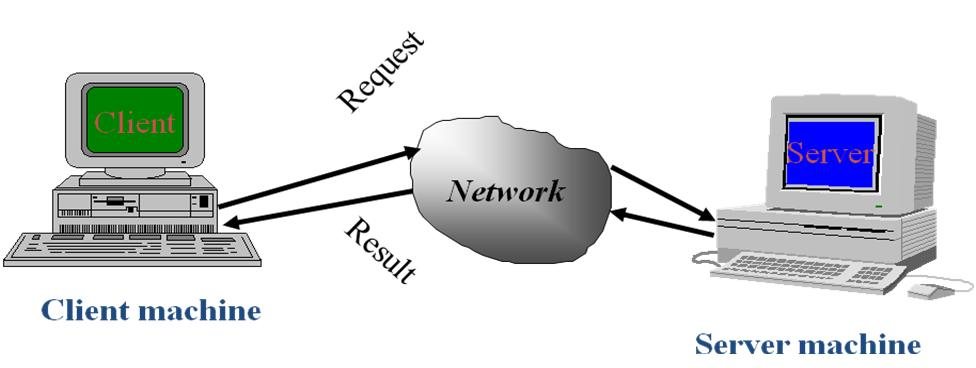 Request
Client
Server
Network
Result
Client machine
Server machine